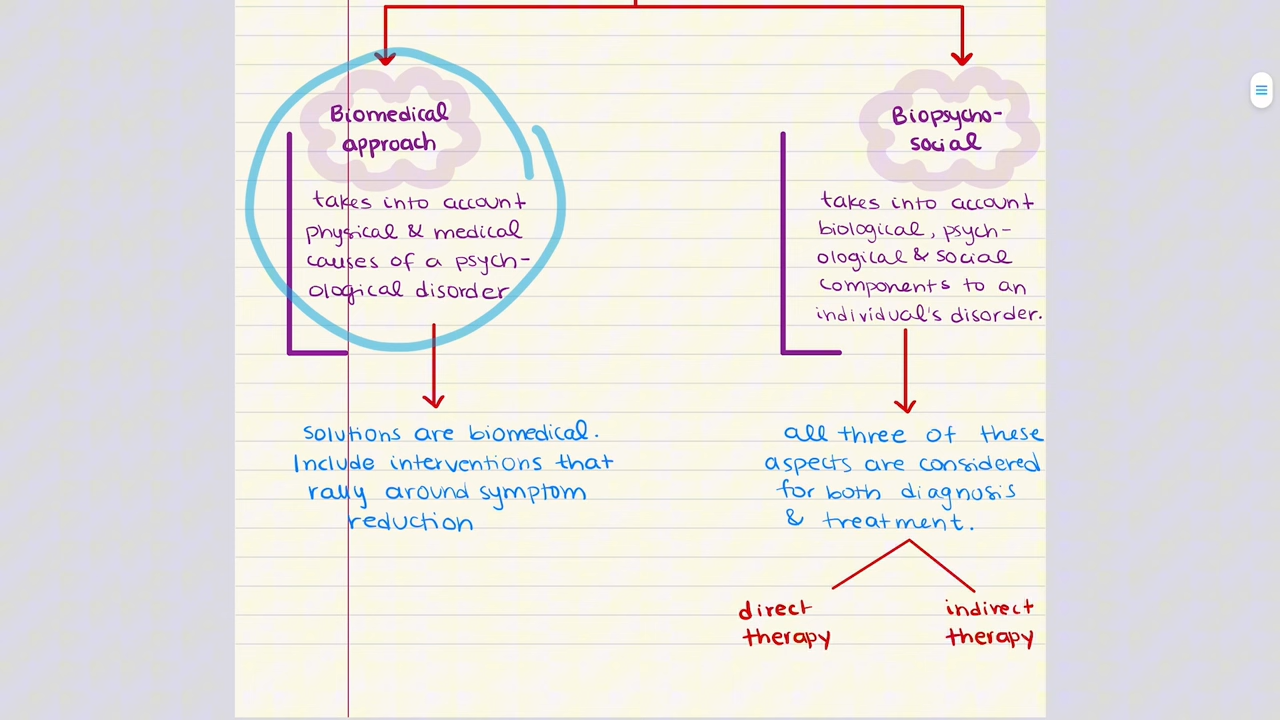 Biomedical
approach
takes into account
physical & medical
causes of a psych-
ological disorder
solutions are biomedical.
Include interventions that
rally around symptom
reduction
Biopsycho-
social
takes into account
biological, psych-
ological & social
components to an
individual's disorder.
all three of these
aspects are considered
for both diagnosis
& treatment.
direct
therapy
indirect
therapy